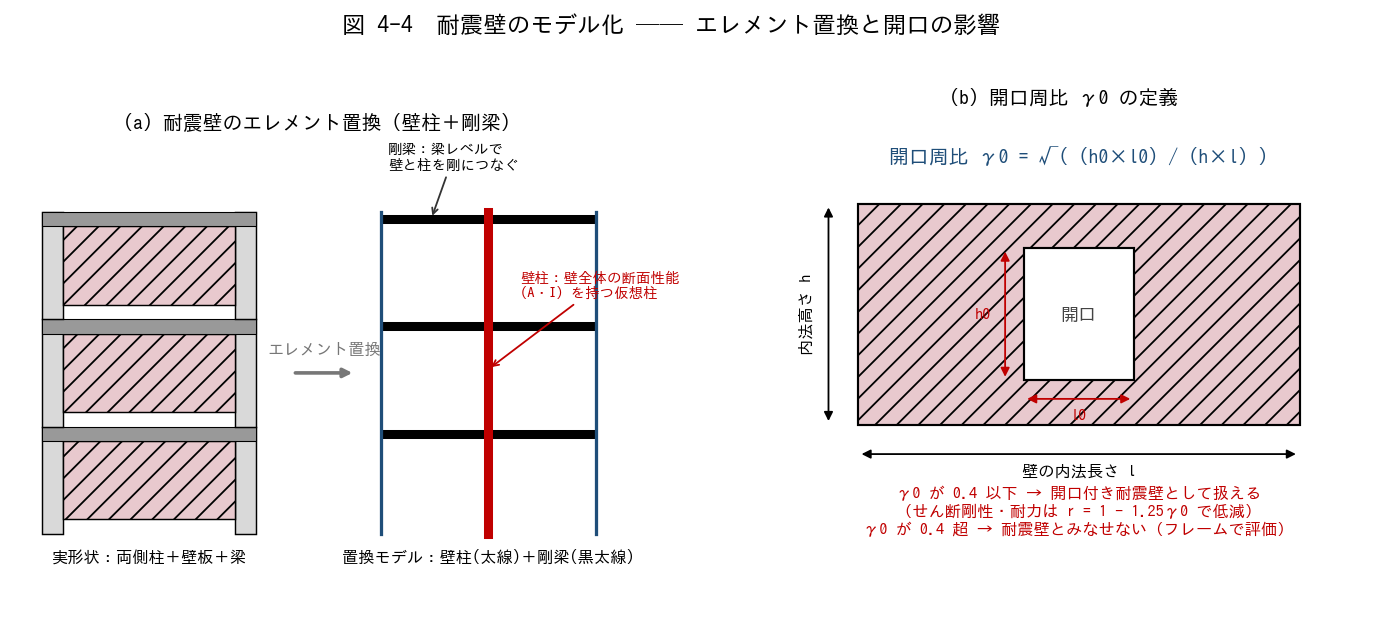 図 4-4　耐震壁のモデル化 ―― エレメント置換と開口の影響
(a) 耐震壁のエレメント置換（壁柱＋剛梁）
剛梁：梁レベルで
壁と柱を剛につなぐ
壁柱：壁全体の断面性能
（A・I）を持つ仮想柱
エレメント置換
実形状：両側柱＋壁板＋梁
置換モデル：壁柱(太線)＋剛梁(黒太線)
(b) 開口周比 γ0 の定義
開口周比 γ0 = √( (h0×l0) / (h×l) )
内法高さ h
h0
開口
l0
壁の内法長さ l
γ0 が 0.4 以下 → 開口付き耐震壁として扱える
（せん断剛性・耐力は r = 1 - 1.25γ0 で低減）
γ0 が 0.4 超 → 耐震壁とみなせない（フレームで評価）